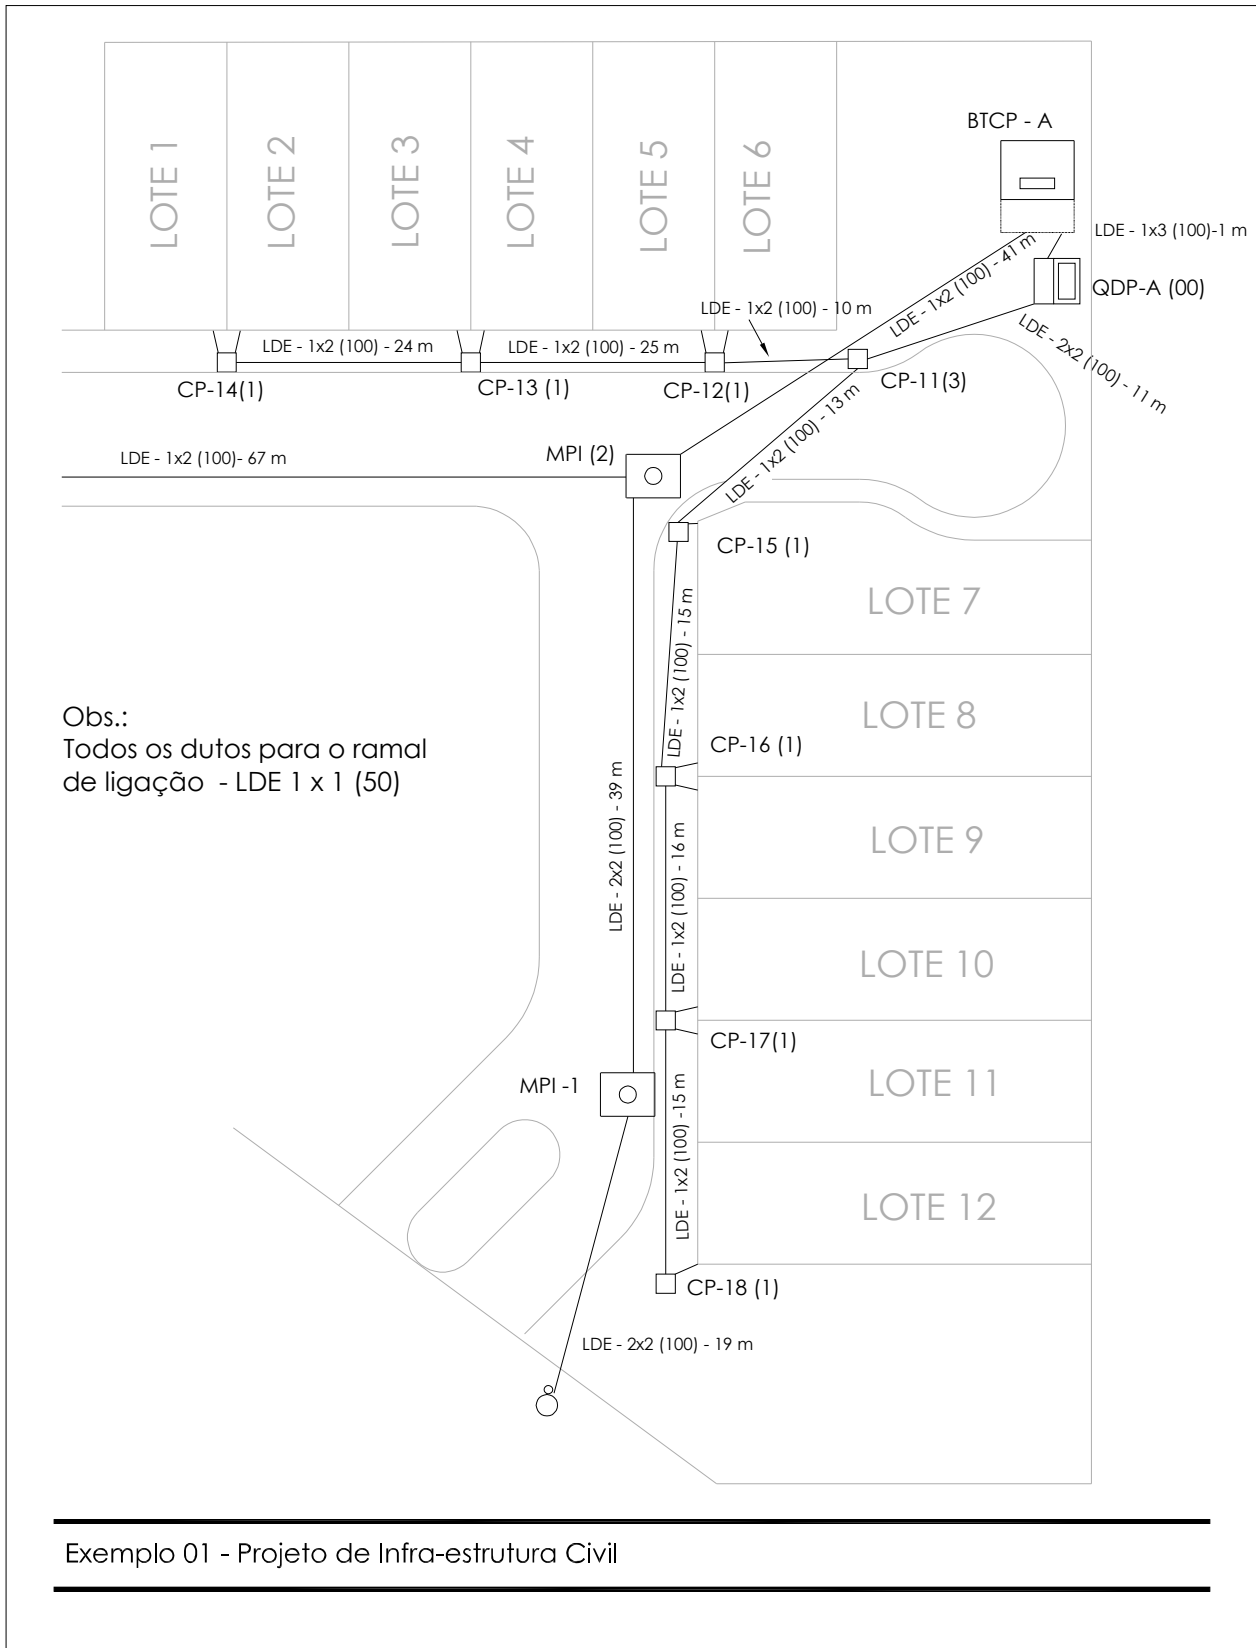 BTCP - A
LOTE 1
LOTE 2
LOTE 3
LOTE 4
LOTE 5
LOTE 6
LDE - 1x3 (100)-1 m
LDE - 1x2 (100) - 41 m
QDP-A (00)
LDE - 1x2 (100) - 10 m
LDE - 2x2 (100) - 11 m
LDE - 1x2 (100) - 24 m
LDE - 1x2 (100) - 25 m
CP-14(1)
CP-13 (1)
CP-12(1)
CP-11(3)
LDE - 1x2 (100) - 13 m
MPI (2)
LDE - 1x2 (100)- 67 m
CP-15 (1)
LOTE 7
LDE - 1x2 (100) - 15 m
LOTE 8
Obs.:
Todos os dutos para o ramal
de ligação - LDE 1 x 1 (50)
CP-16 (1)
LDE - 2x2 (100) - 39 m
LOTE 9
LDE - 1x2 (100) - 16 m
LOTE 10
CP-17(1)
MPI -1
LOTE 11
LDE - 1x2 (100) -15 m
LOTE 12
CP-18 (1)
LDE - 2x2 (100) - 19 m
Exemplo 01 - Projeto de Infra-estrutura Civil